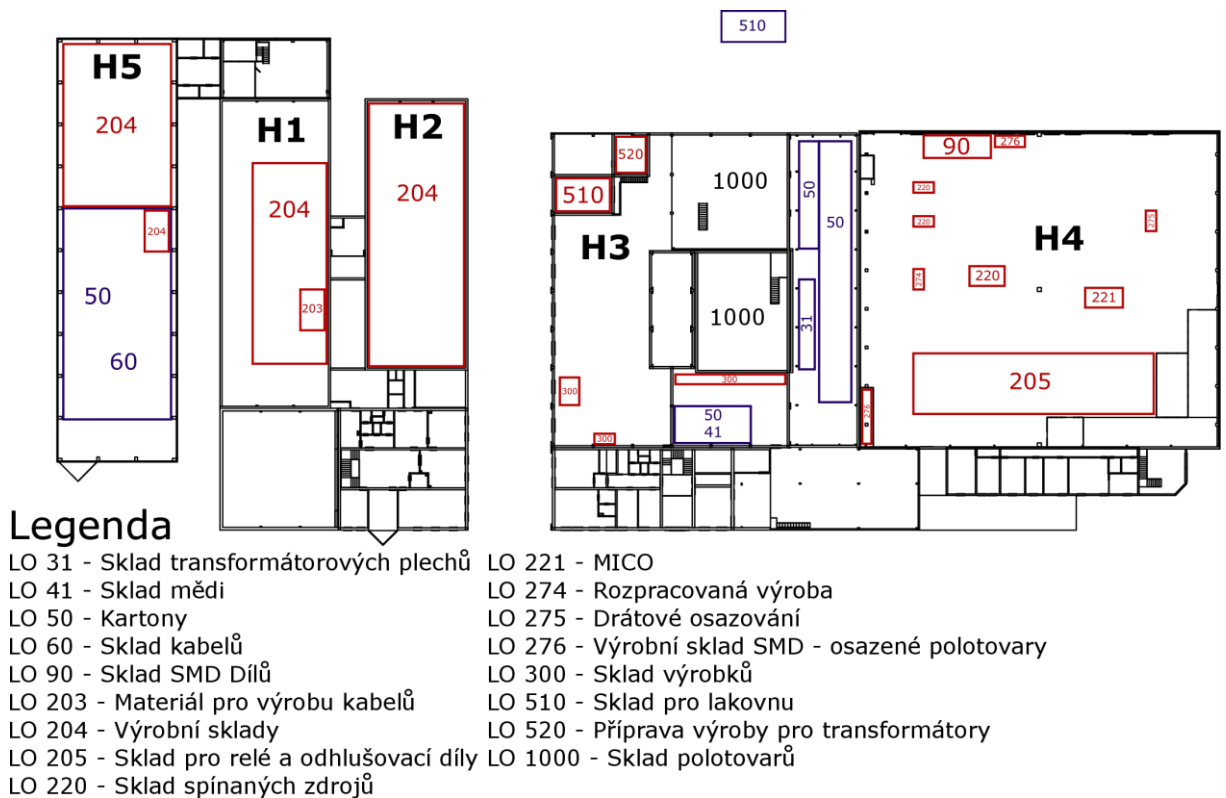 510
H5
204
H1
H2
204
204
204
50
60
203
520
510
1000
50
50
90
276
220
220
275
H3
H4
274
220
221
31
1000
300
300
205
50
41
276
300
Legenda
LO 31 - Sklad transformátorových plechů
LO 41 - Sklad mědi
LO 50 - Kartony
LO 60 - Sklad kabelů
LO 90 - Sklad SMD Dílů
LO 203 - Materiál pro výrobu kabelů
LO 204 - Výrobní sklady
LO 205 - Sklad pro relé a odhlušovací díly
LO 220 - Sklad spínaných zdrojů
LO 221 - MICO
LO 274 - Rozpracovaná výroba
LO 275 - Drátové osazování
LO 276 - Výrobní sklad SMD - osazené polotovary
LO 300 - Sklad výrobků
LO 510 - Sklad pro lakovnu
LO 520 - Příprava výroby pro transformátory
LO 1000 - Sklad polotovarů